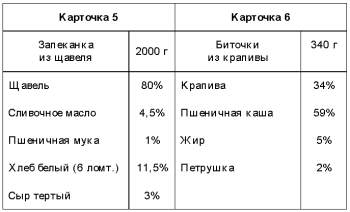 Карточка 5
Карточка 6
Запеканка
из щавеля
2000 г
Биточки
из крапивы
340 г
Щавель 80%
Крапива 34%
Сливочное масло 4,5%
Пшеничная каша 59%
Пшеничная мука 1%
Жир 5%
Хлеб белый (6 ломт.) 11,5%
Петрушка 2%
Сыр тертый 3%